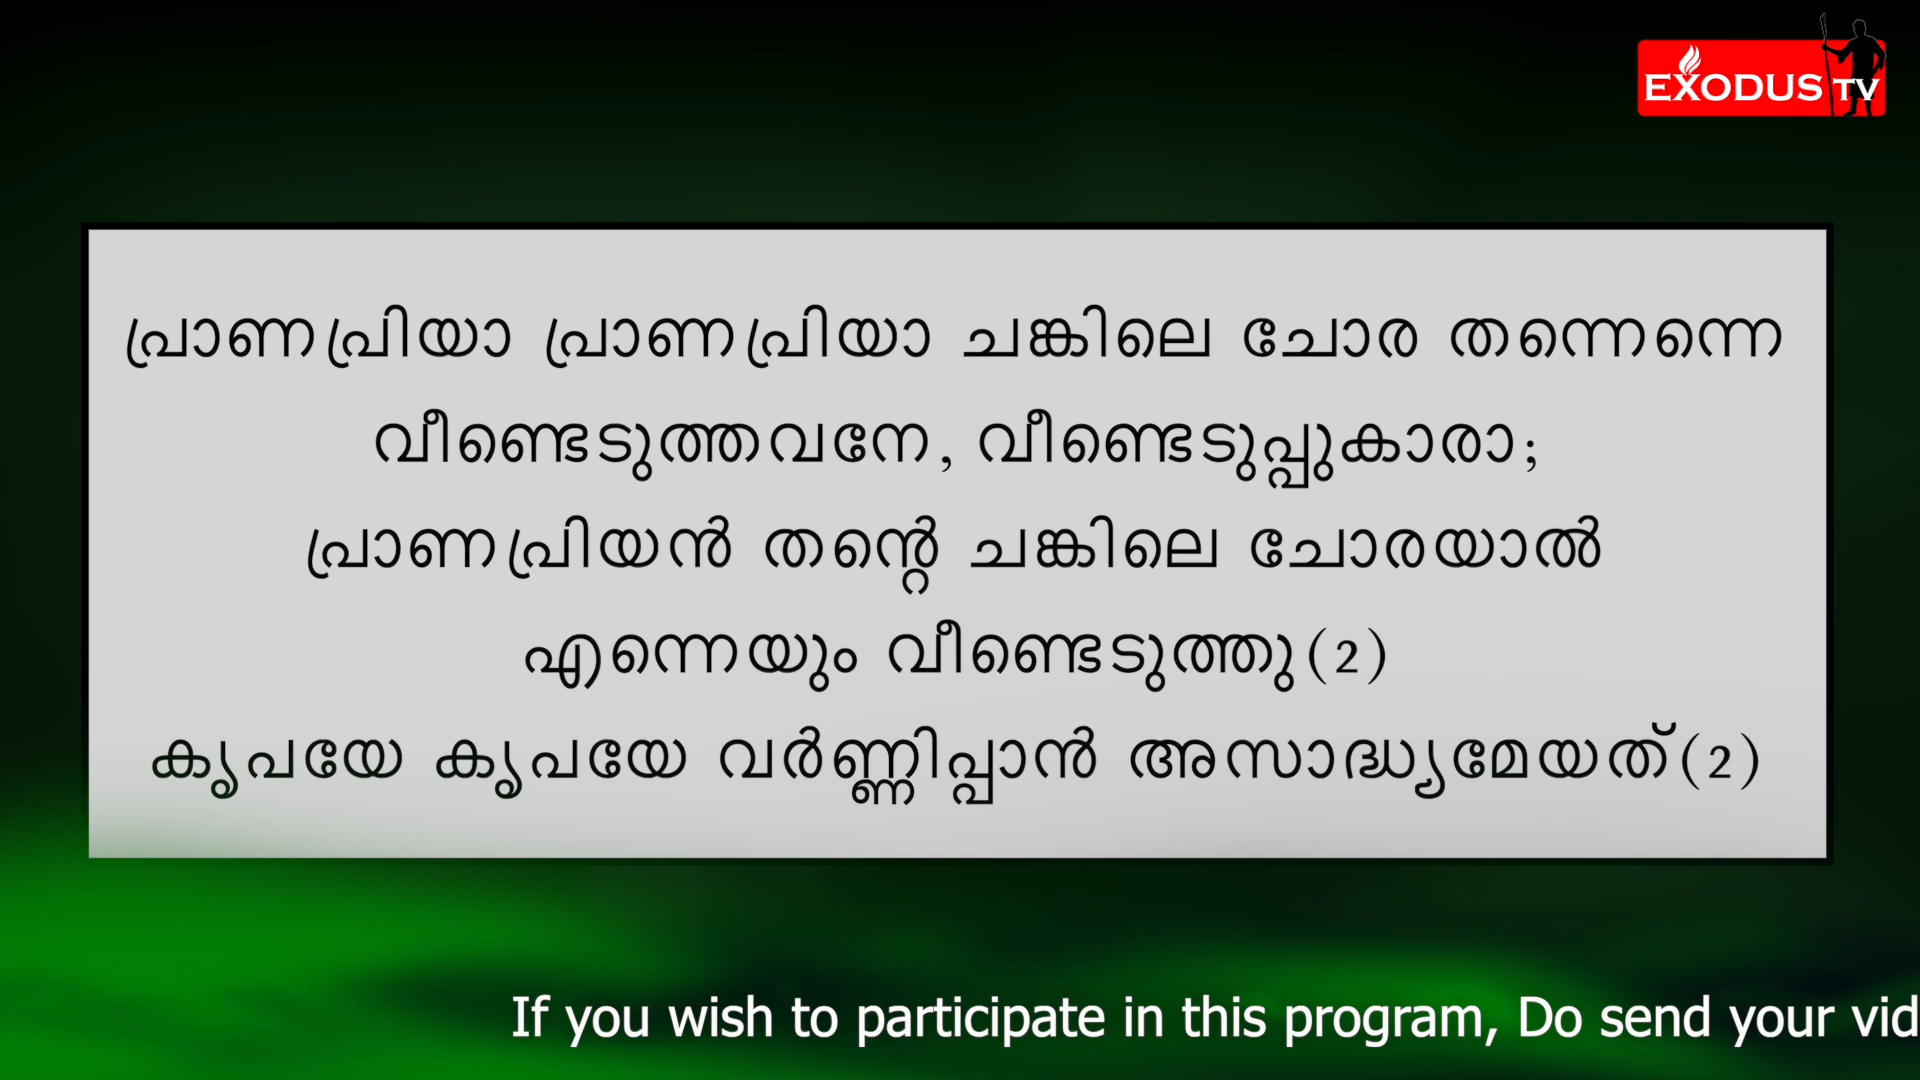 EXODUS TV
പ്രാണപ്രിയാ പ്രാണപ്രിയാ ചങ്കിലെ ചോര തന്നെന്നെ
വീണ്ടെടുത്തവനേ, വീണ്ടെടുപ്പുകാരാ;
പ്രാണപ്രിയൻ തന്റെ ചങ്കിലെ ചോരയാൽ
എന്നെയും വീണ്ടെടുത്തു(2)
കൃപയേ കൃപയേ വർണ്ണിപ്പാൻ അസാദ്ധ്യമേയത്(2)
If you wish to participate in this program, Do send your vid